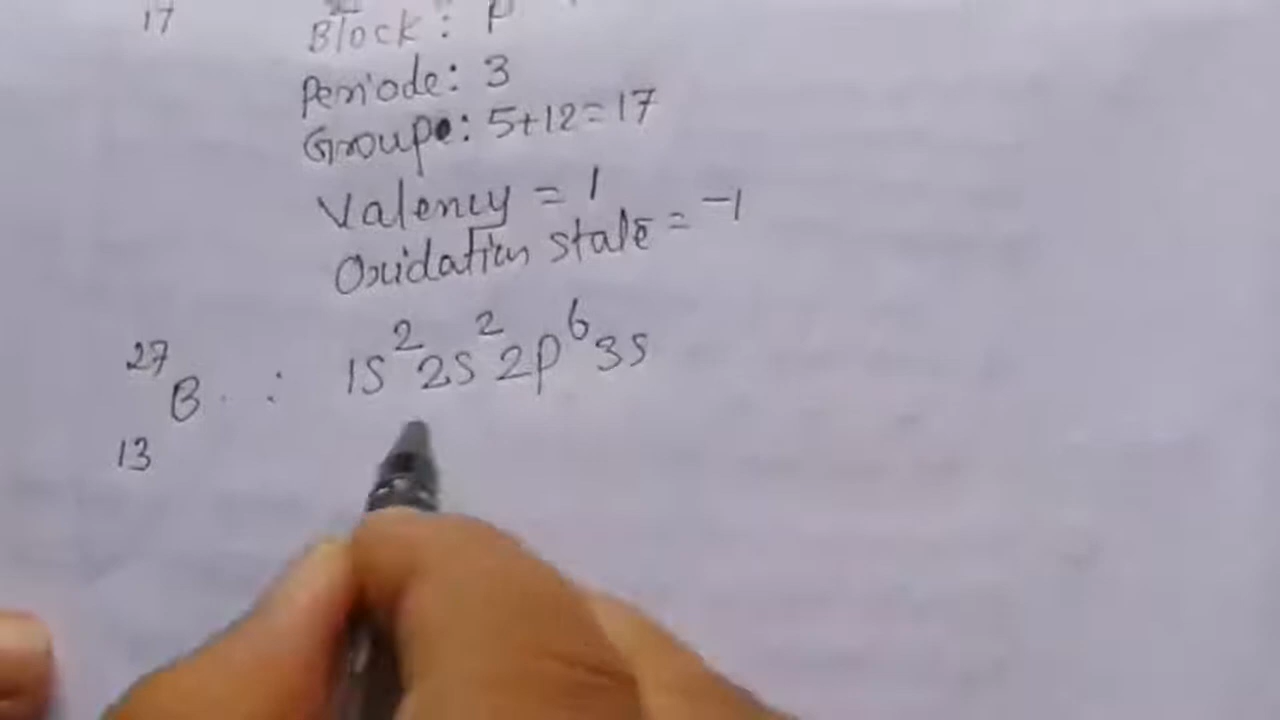 17
Block: P
Periode: 3
Groupe: 5+12=17
Valency = 1
Oxidation state = -1
27
B : 1S² 2S² 2P⁶ 3S
13